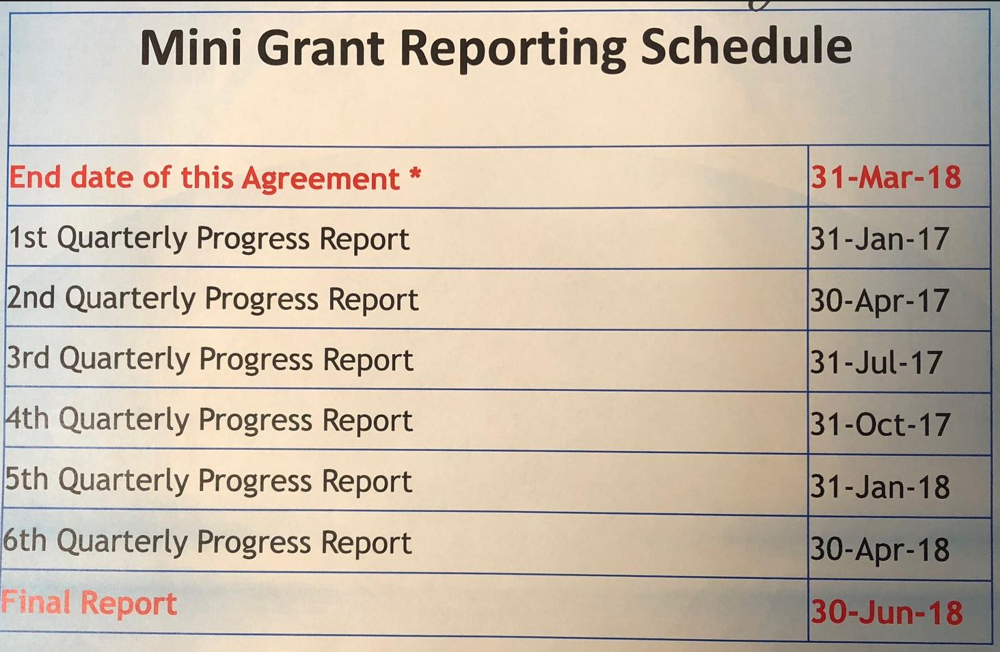 Mini Grant Reporting Schedule
End date of this Agreement * 31-Mar-18
1st Quarterly Progress Report 31-Jan-17
2nd Quarterly Progress Report 30-Apr-17
3rd Quarterly Progress Report 31-Jul-17
4th Quarterly Progress Report 31-Oct-17
5th Quarterly Progress Report 31-Jan-18
6th Quarterly Progress Report 30-Apr-18
Final Report 30-Jun-18